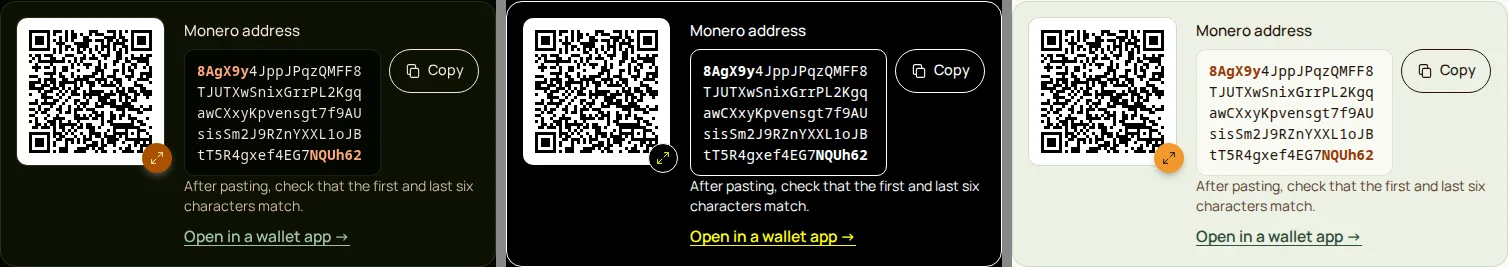 Monero address
8AgX9y4JppJPqzQMFF8
TJUTXwSnixGrrPL2Kgq
awCXxyKpvensgt7f9AU
sisSm2J9RZnYXXL1oJB
tT5R4gxef4EG7NQUh62
Copy
After pasting, check that the first and last six
characters match.
Open in a wallet app →
Monero address
8AgX9y4JppJPqzQMFF8
TJUTXwSnixGrrPL2Kgq
awCXxyKpvensgt7f9AU
sisSm2J9RZnYXXL1oJB
tT5R4gxef4EG7NQUh62
Copy
After pasting, check that the first and last six
characters match.
Open in a wallet app →
Monero address
8AgX9y4JppJPqzQMFF8
TJUTXwSnixGrrPL2Kgq
awCXxyKpvensgt7f9AU
sisSm2J9RZnYXXL1oJB
tT5R4gxef4EG7NQUh62
Copy
After pasting, check that the first and last six
characters match.
Open in a wallet app →